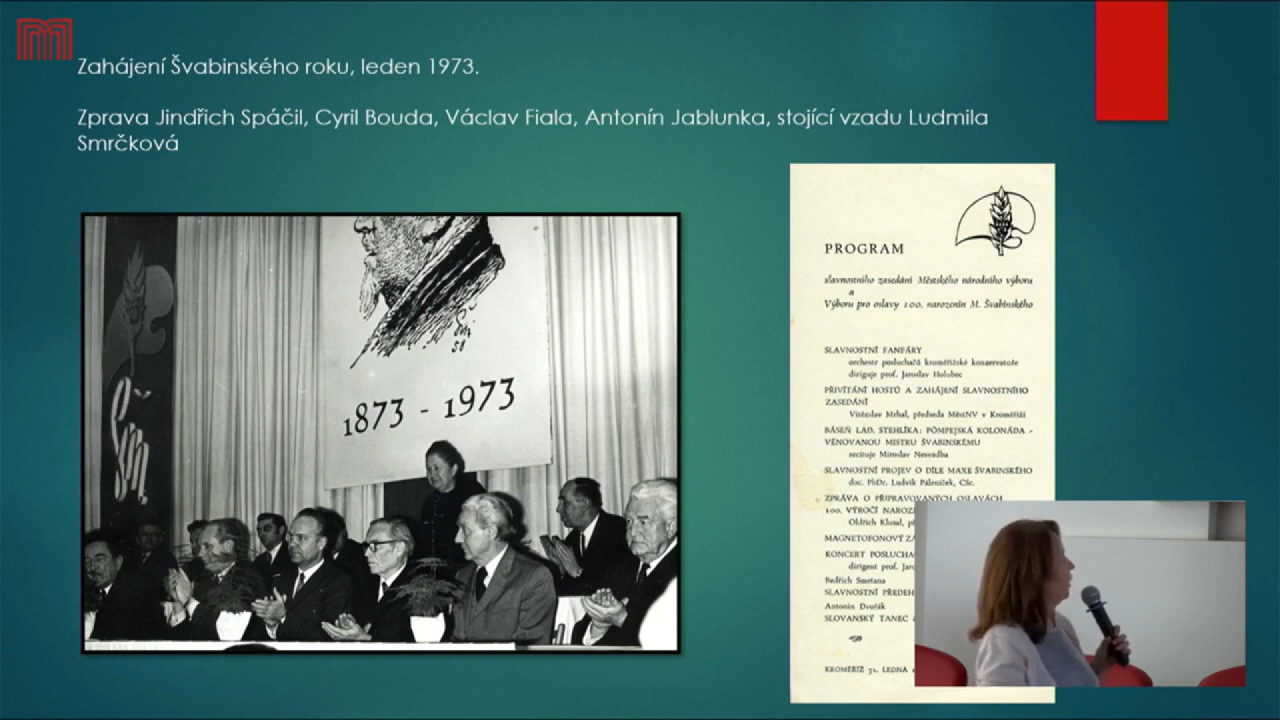 Zahájení Švabinského roku, leden 1973.
Zprava Jindřich Spáčil, Cyril Bouda, Václav Fiala, Antonín Jablunka, stojící vzadu Ludmila
Smrčková
1873 - 1973
PROGRAM
slavnostního zasedání Městského národního výboru
a
Výboru pro oslavy 100. narozenin M. Švabinského
SLAVNOSTNÍ FANFÁRY
orchestr posluchačů kroměřížské konzervatoře
diriguje prof. Jaroslav Holubec
PŘIVÍTÁNÍ HOSTŮ A ZAHÁJENÍ SLAVNOSTNÍHO
ZASEDÁNÍ
Vítězslav Mrhal, předseda MěstNV v Kroměříži
BÁSEŇ LAD. STEHLÍKA: POMPEJSKÁ KOLONÁDA -
VĚNOVANOU MISTRU ŠVABINSKÉMU
recituje Miroslav Nesvadba
SLAVNOSTNÍ PROJEV O DÍLE MAXE ŠVABINSKÉHO
doc. PhDr. Ludvík Páleníček, CSc.
ZPRÁVA O PŘIPRAVOVANÝCH OSLAVÁCH
100. VÝROČÍ
Oldřich Klusal,
MAGNETOFONOVÝ
KONCERT
dirigent prof.
Bedřich Smetana
SLAVNOSTNÍ
Antonín Dvořák
SLOVANSKÝ TANEC
KROMĚŘÍŽ 31. LEDNA